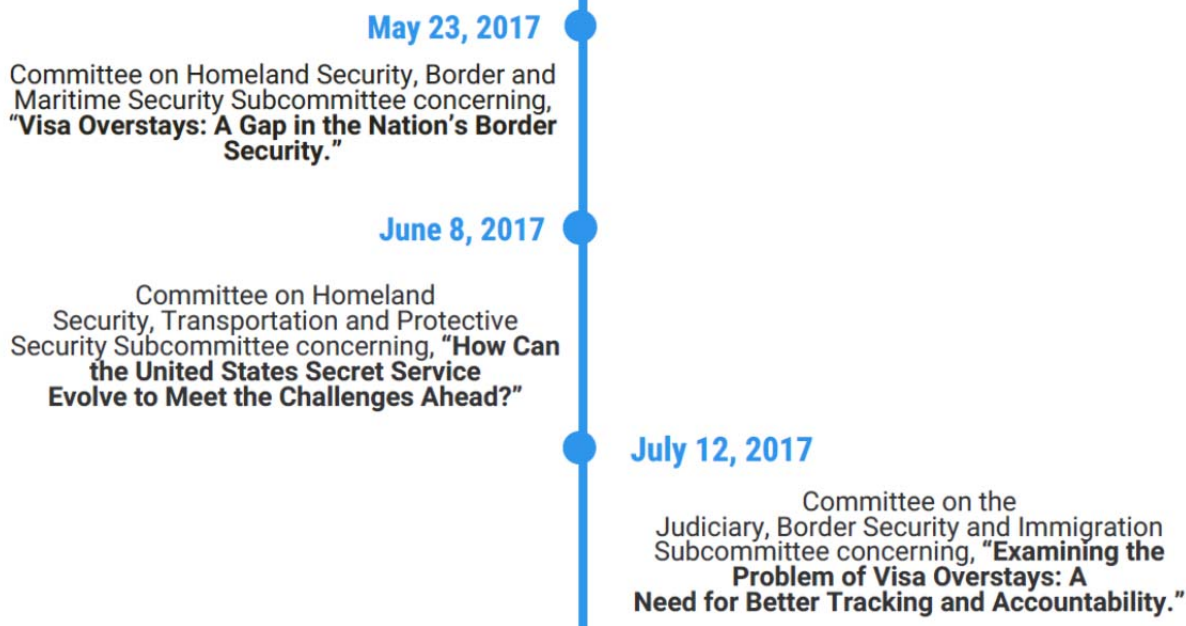 May 23, 2017
Committee on Homeland Security, Border and
Maritime Security Subcommittee concerning,
“Visa Overstays: A Gap in the Nation’s Border
Security.”
June 8, 2017
Committee on Homeland
Security, Transportation and Protective
Security Subcommittee concerning, “How Can
the United States Secret Service
Evolve to Meet the Challenges Ahead?”
July 12, 2017
Committee on the
Judiciary, Border Security and Immigration
Subcommittee concerning, “Examining the
Problem of Visa Overstays: A
Need for Better Tracking and Accountability.”